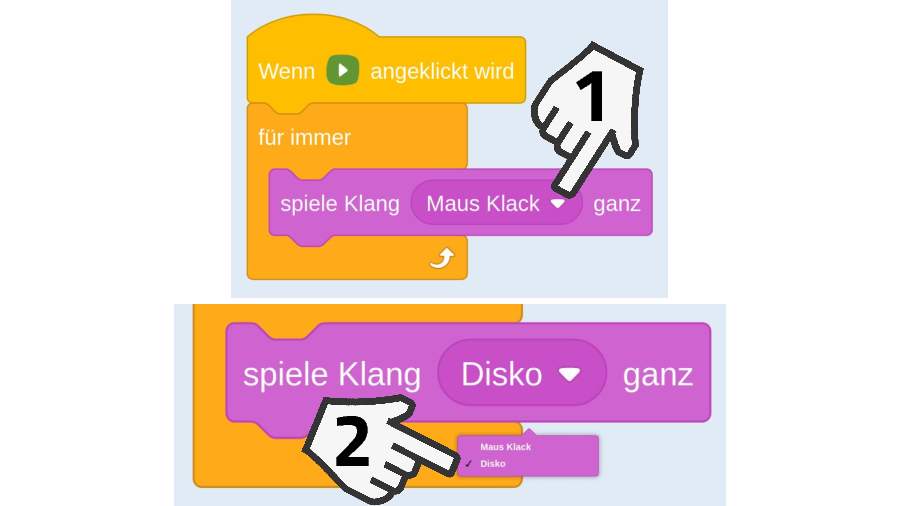 Wenn angeklickt wird
1
für immer
spiele Klang Maus Klack ganz
spiele Klang Disko ganz
2
Maus Klack
✓ Disko